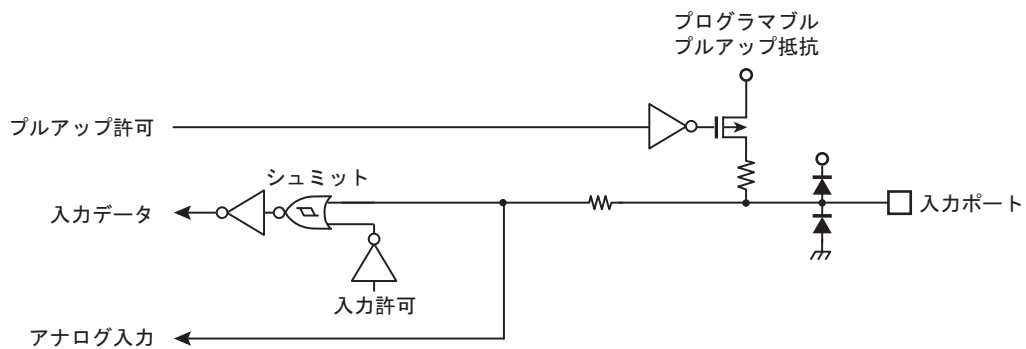 プログラマブル
プルアップ抵抗
プルアップ許可
シュミット
入力データ
入力ポート
入力許可
アナログ入力